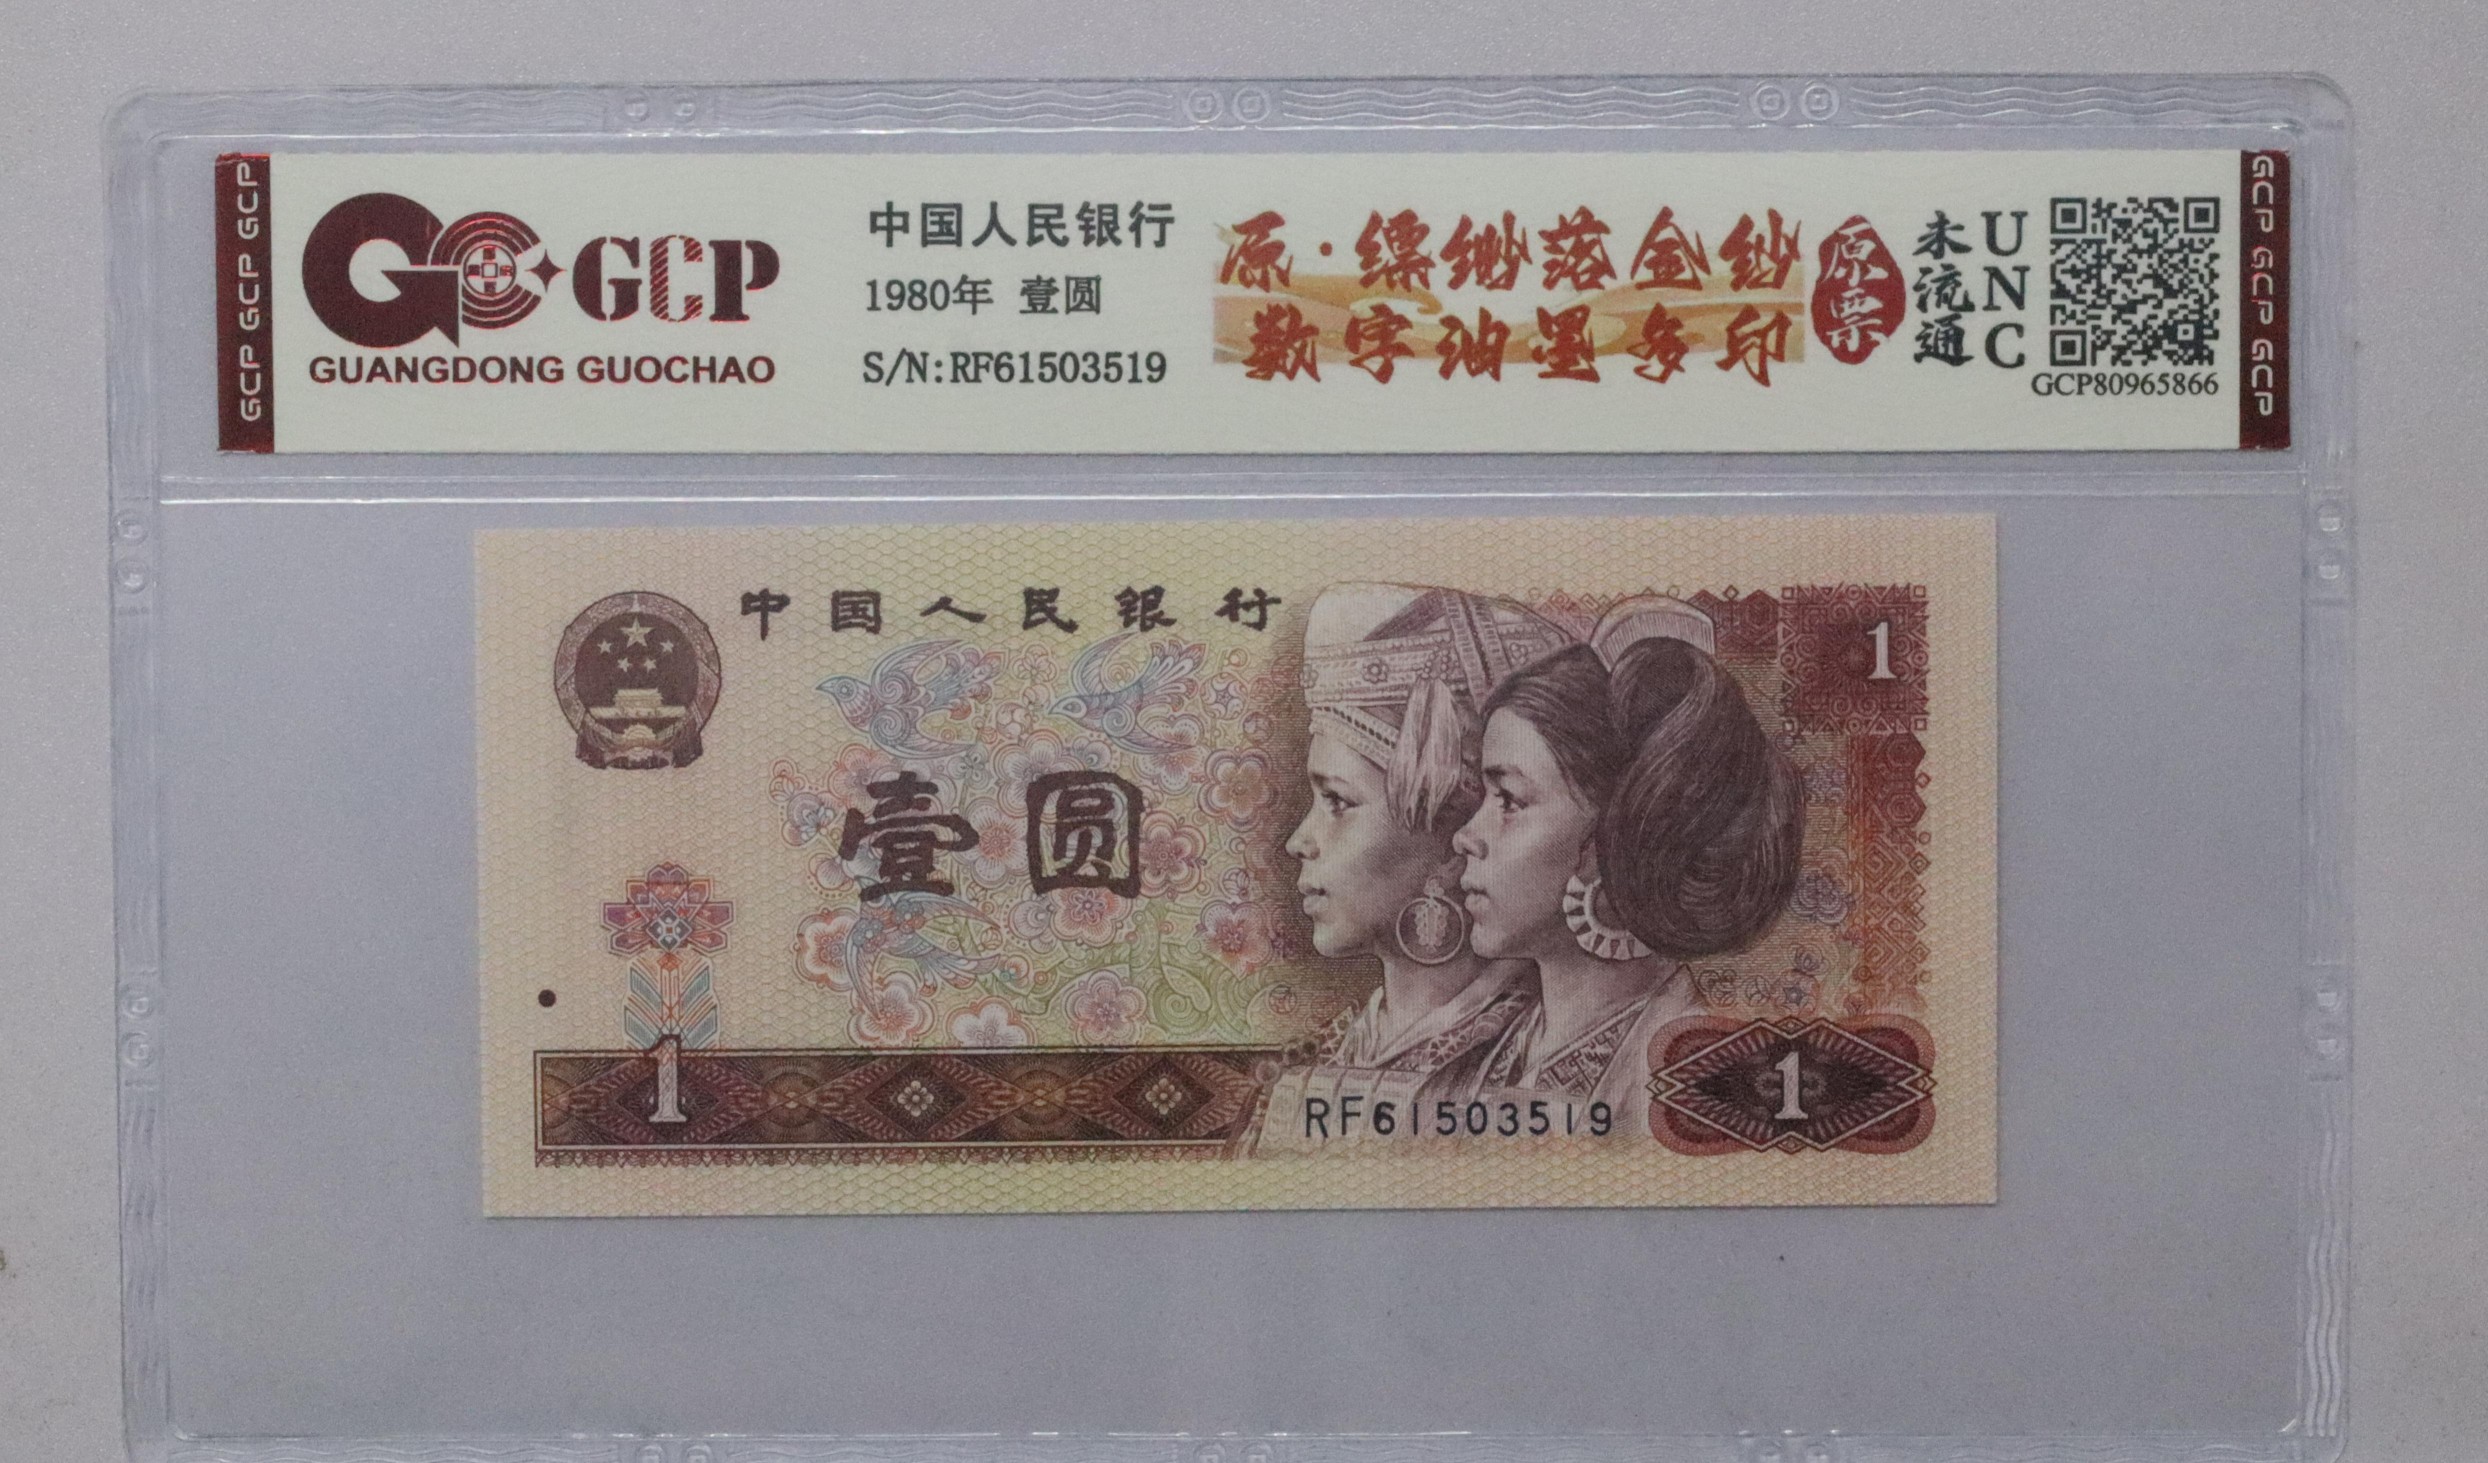 GCP GCP GCP
GCP
GUANGDONG GUOCHAO
中国人民银行
1980年 壹圆
S/N:RF61503519
原·缥缈落金纱
数字油墨多印
原票
未流通
UNC
GCP80965866
GCP GCP GCP
中国人民银行
1
壹圆
1
RF61503519
1